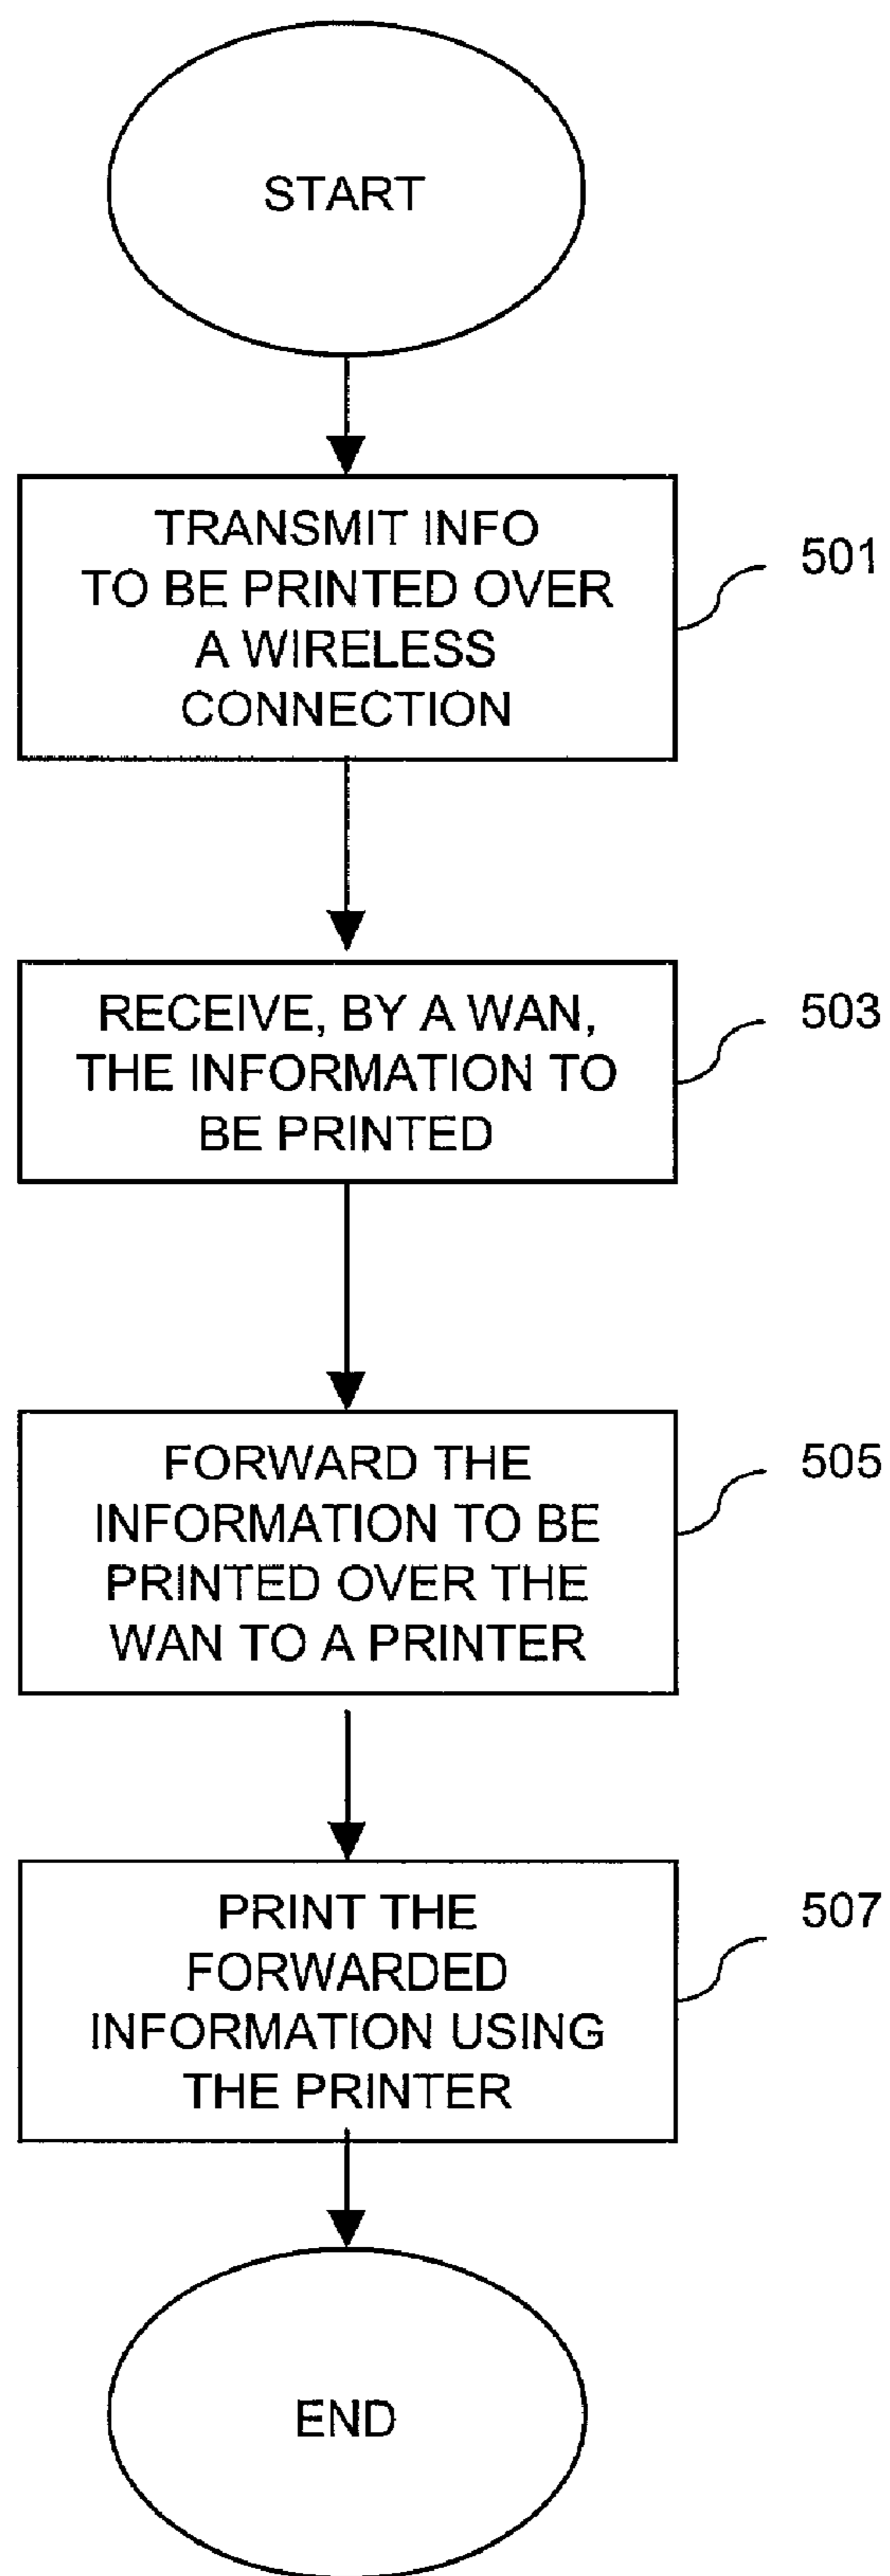 START
TRANSMIT INFO
TO BE PRINTED OVER
A WIRELESS
CONNECTION
501
RECEIVE, BY A WAN,
THE INFORMATION TO
BE PRINTED
503
FORWARD THE
INFORMATION TO BE
PRINTED OVER THE
WAN TO A PRINTER
505
PRINT THE
FORWARDED
INFORMATION USING
THE PRINTER
507
END